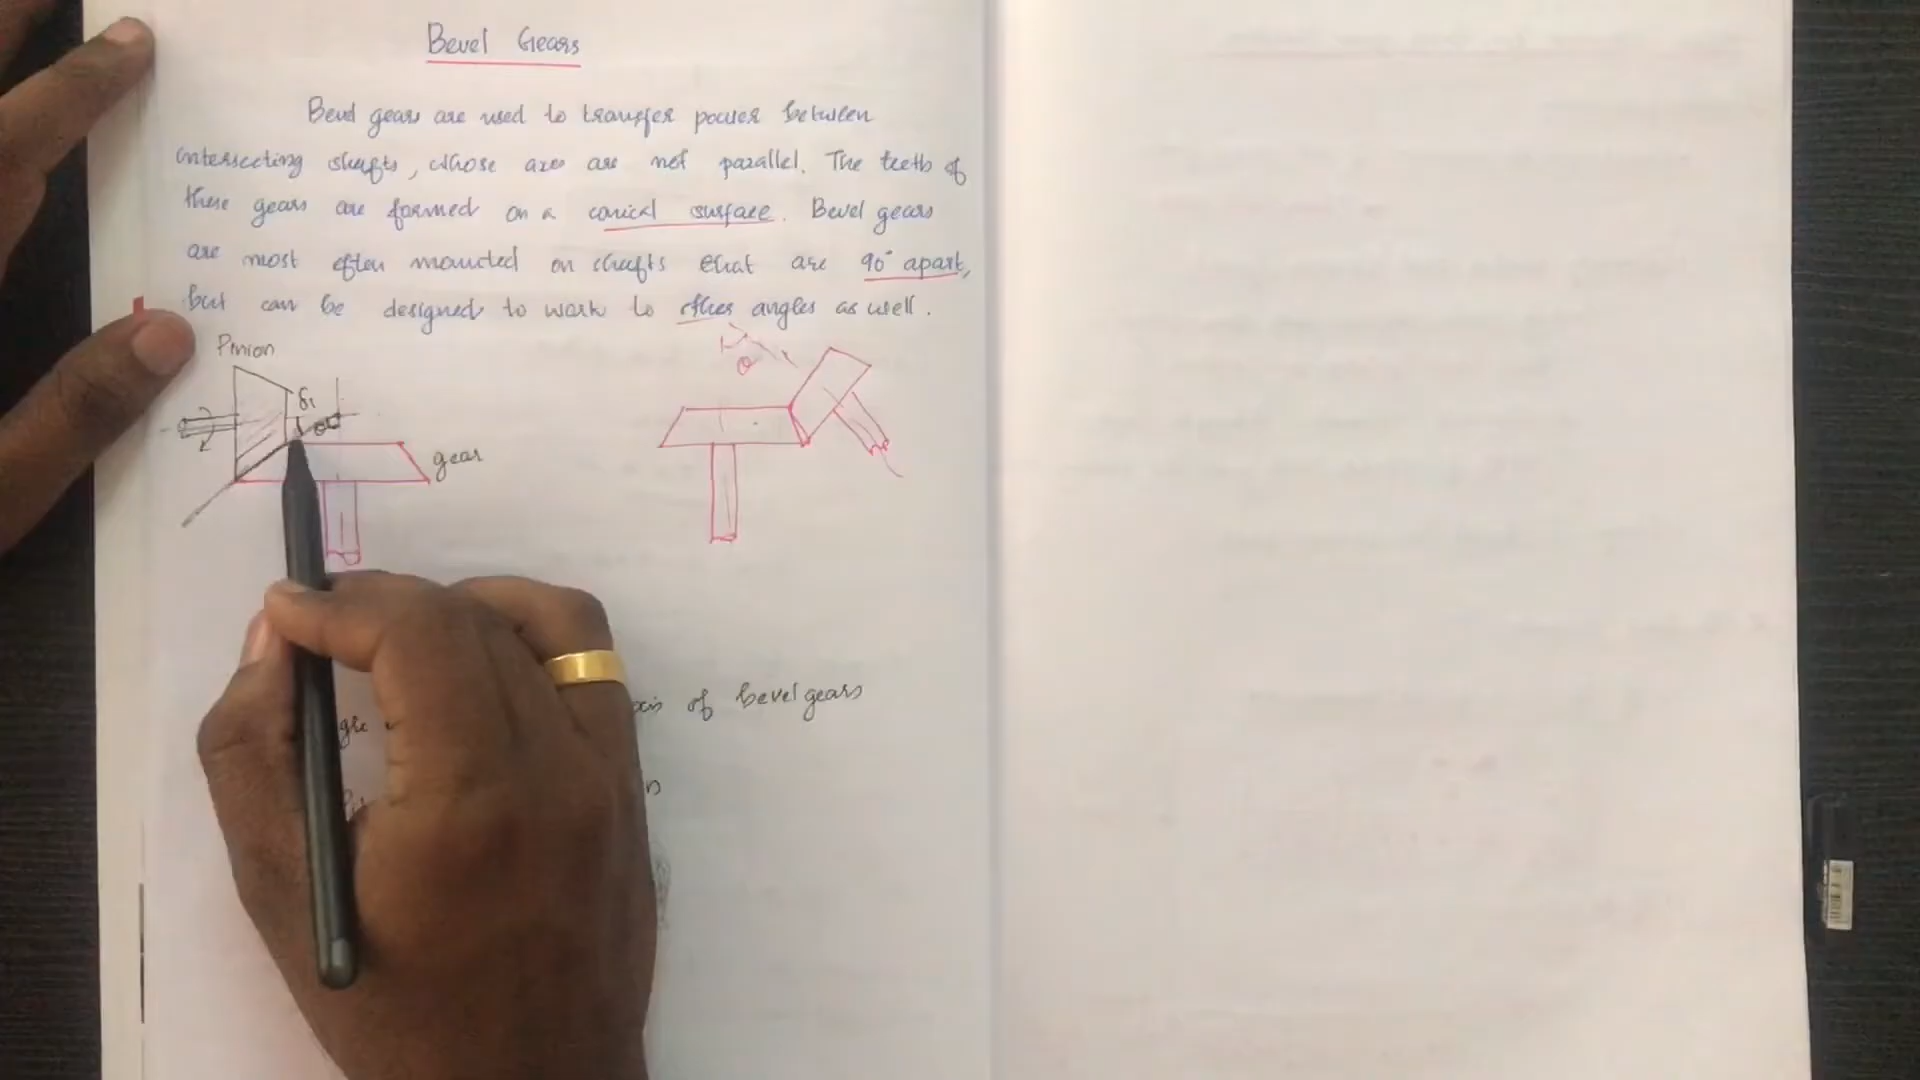 Bevel Gears
Bevel gears are used to transfer power between
intersecting shafts, whose axes are not parallel. The teeth of
these gears are formed on a conical surface. Bevel gears
are most often mounted on shafts that are 90° apart,
but can be designed to work to other angles as well.
Pinion
δ1
θ
gear
θ
of bevel gears